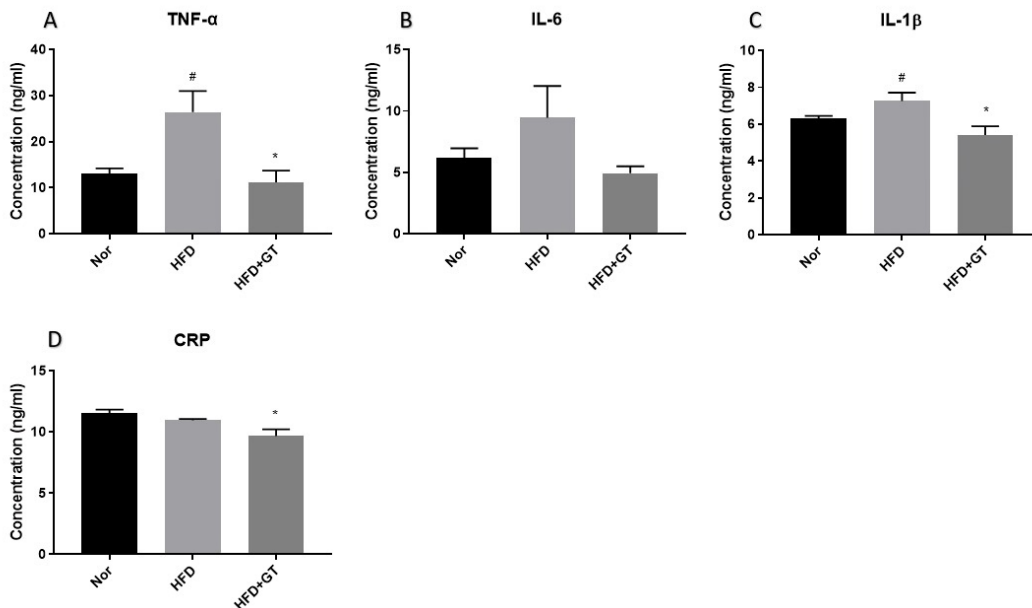 A TNF-α
Concentration (ng/ml)
40
30
20
10
0
#
*
Nor HFD HFD+GT
B IL-6
Concentration (ng/ml)
15
10
5
0
Nor HFD HFD+GT
C IL-1β
Concentration (ng/ml)
8
6
4
2
0
#
*
Nor HFD HFD+GT
D CRP
Concentration (ng/ml)
15
10
5
0
*
Nor HFD HFD+GT